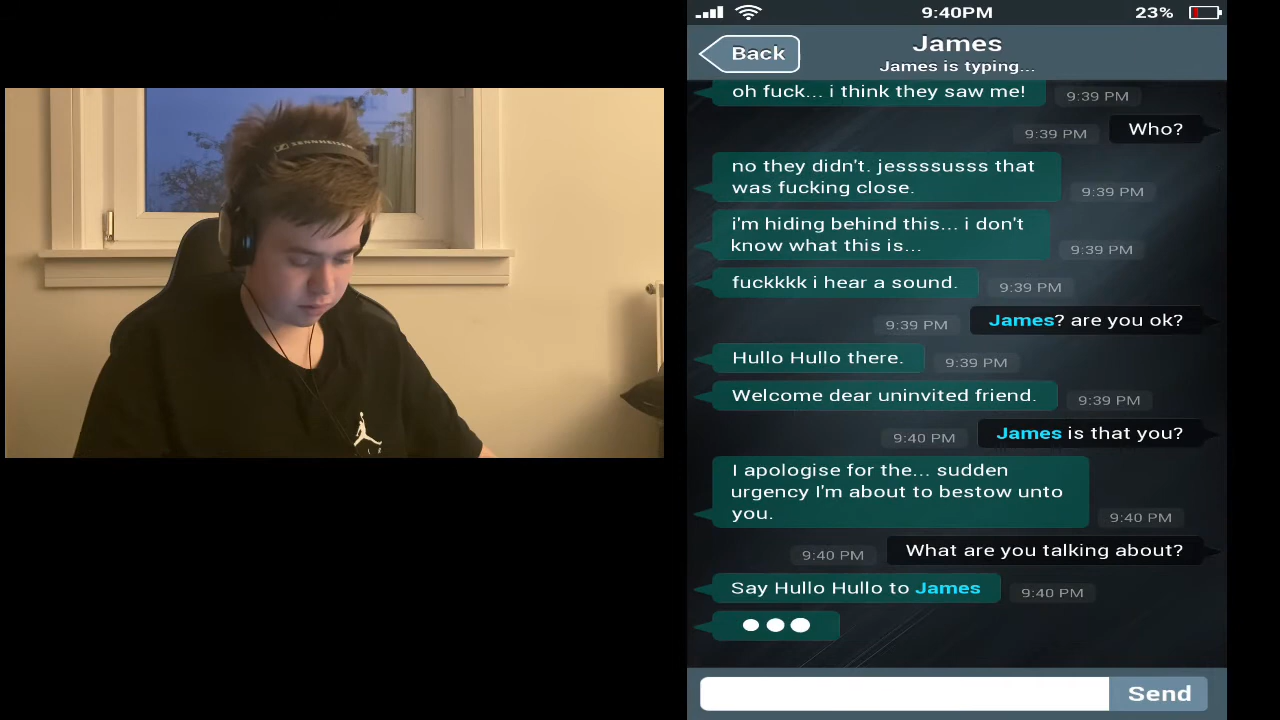 9:40PM
23%
Back
James
James is typing...
oh fuck... i think they saw me!
9:39 PM
Who?
9:39 PM
no they didn't. jesssssusss that
was fucking close.
9:39 PM
i'm hiding behind this... i don't
know what this is...
9:39 PM
fuckkkk i hear a sound.
9:39 PM
James? are you ok?
9:39 PM
Hullo Hullo there.
9:39 PM
Welcome dear uninvited friend.
9:39 PM
James is that you?
9:40 PM
I apologise for the... sudden
urgency I'm about to bestow unto
you.
9:40 PM
What are you talking about?
9:40 PM
Say Hullo Hullo to James
9:40 PM
Send
SENNHEISER